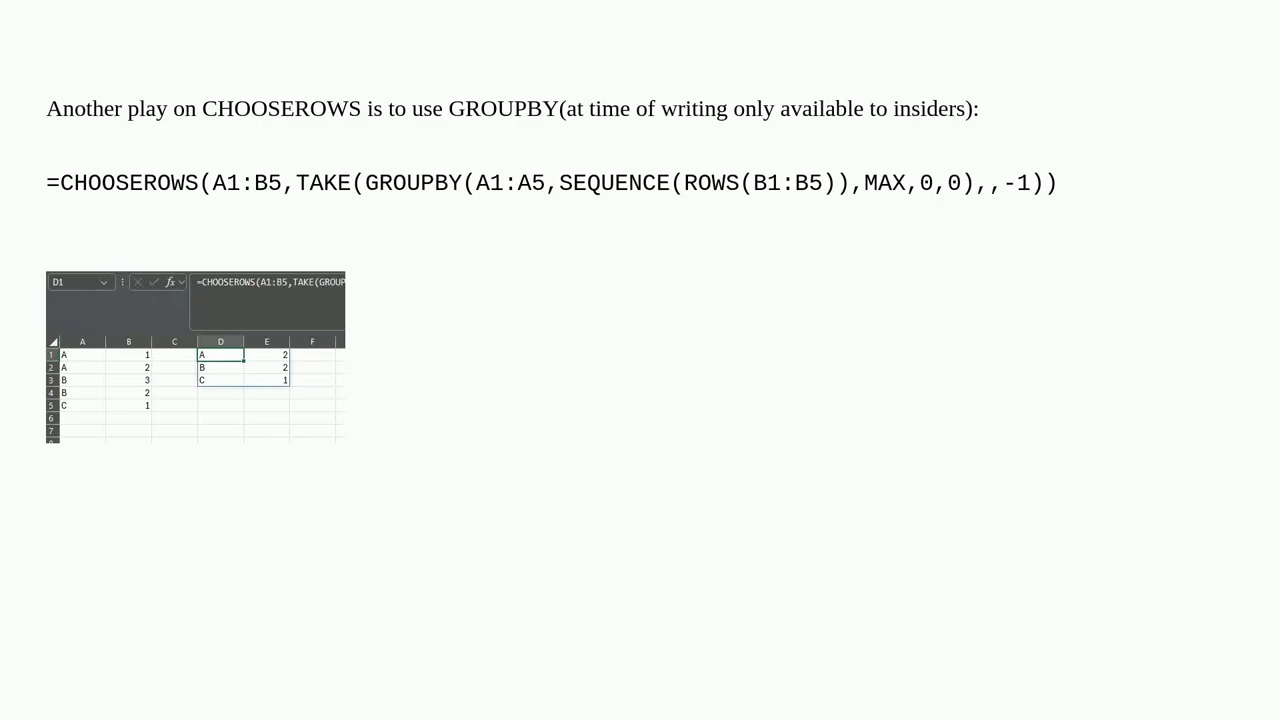 Another play on CHOOSEROWS is to use GROUPBY(at time of writing only available to insiders):
=CHOOSEROWS(A1:B5,TAKE(GROUPBY(A1:A5,SEQUENCE(ROWS(B1:B5)),MAX,0,0),,-1))
D1 fx =CHOOSEROWS(A1:B5,TAKE(GROUP
A B C D E F
1 A 1 A 2
2 A 2 B 2
3 B 3 C 1
4 B 2
5 C 1
6
7